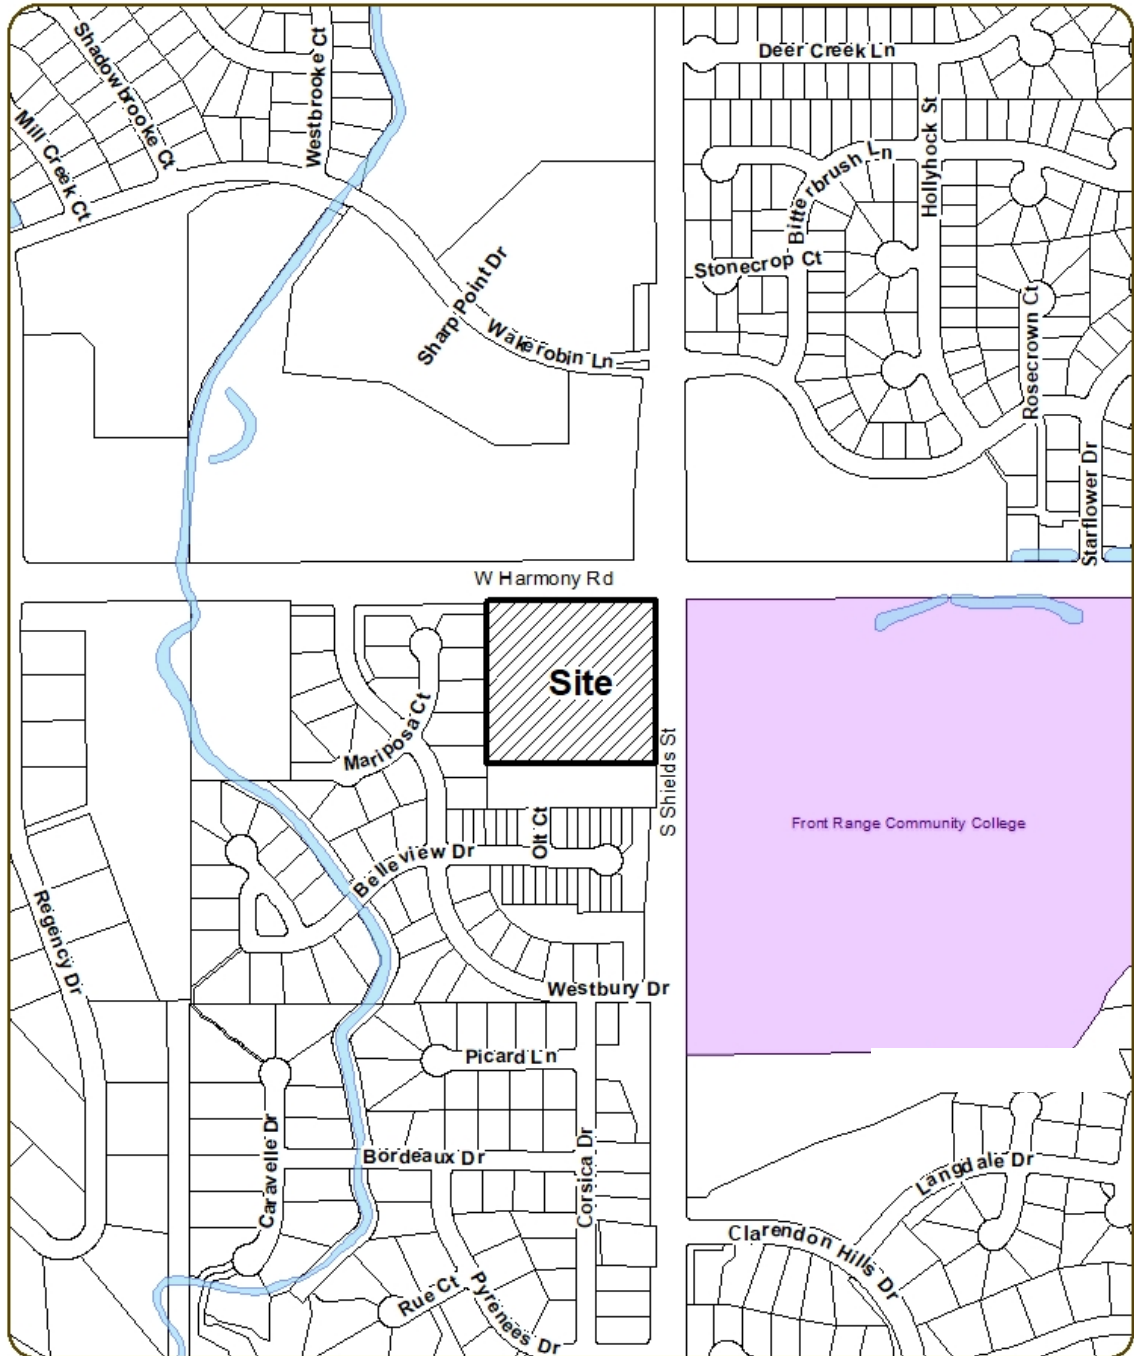 Deer Creek Ln
Shadowbrooke Ct
Westbrooke Ct
Mill Creek Ct
Hollyhock St
Bitterbrush Ln
Stonecrop Ct
Sharp Point Dr
Wakerobin Ln
Rosecrown Ct
Starflower Dr
W Harmony Rd
Site
Mariposa Ct
S Shields St
Olt Ct
Front Range Community College
Belleview Dr
Regency Dr
Westbury Dr
Picard Ln
Caravelle Dr
Bordeaux Dr
Corsica Dr
Langdale Dr
Clarendon Hills Dr
Rue Ct
Pyrenees Dr